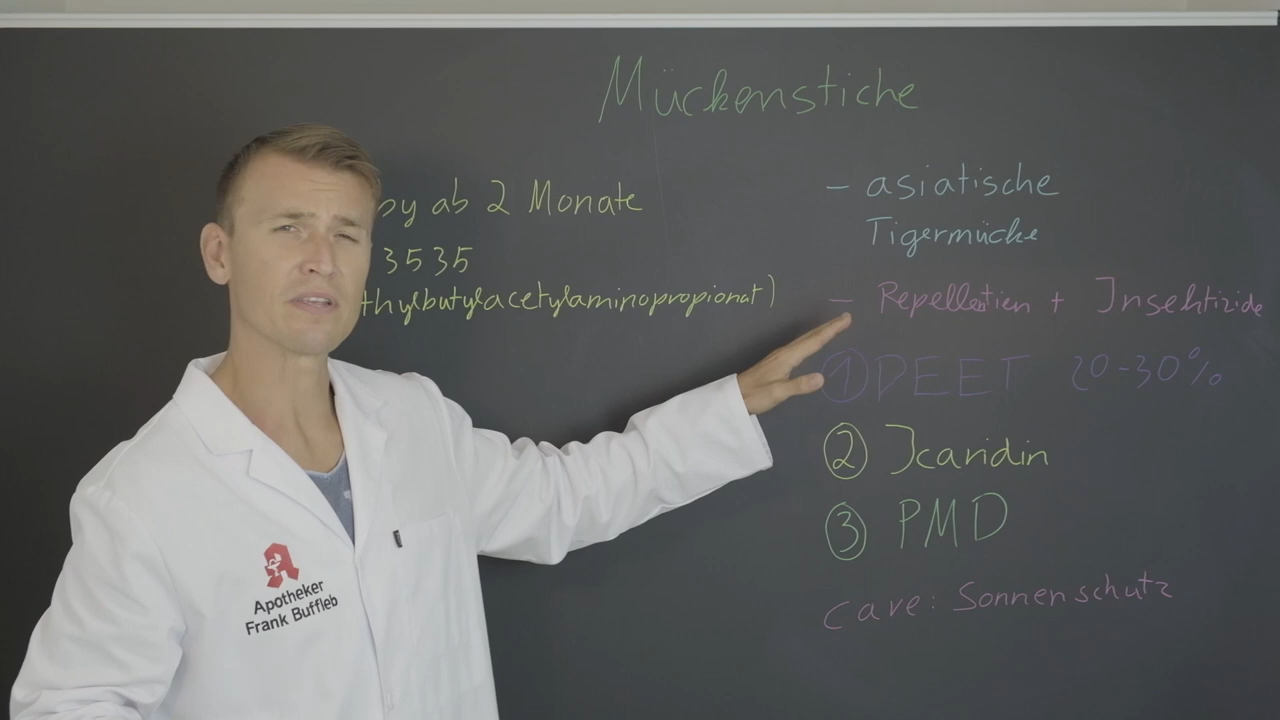 Mückenstiche
by ab 2 Monate
3535
thylbutylacetylaminopropionat)
- asiatische
Tigermücke
- Repellentien + Insektizide
① DEET 20-30%
② Icaridin
③ PMD
cave: Sonnenschutz
Apotheker
Frank Buffleb